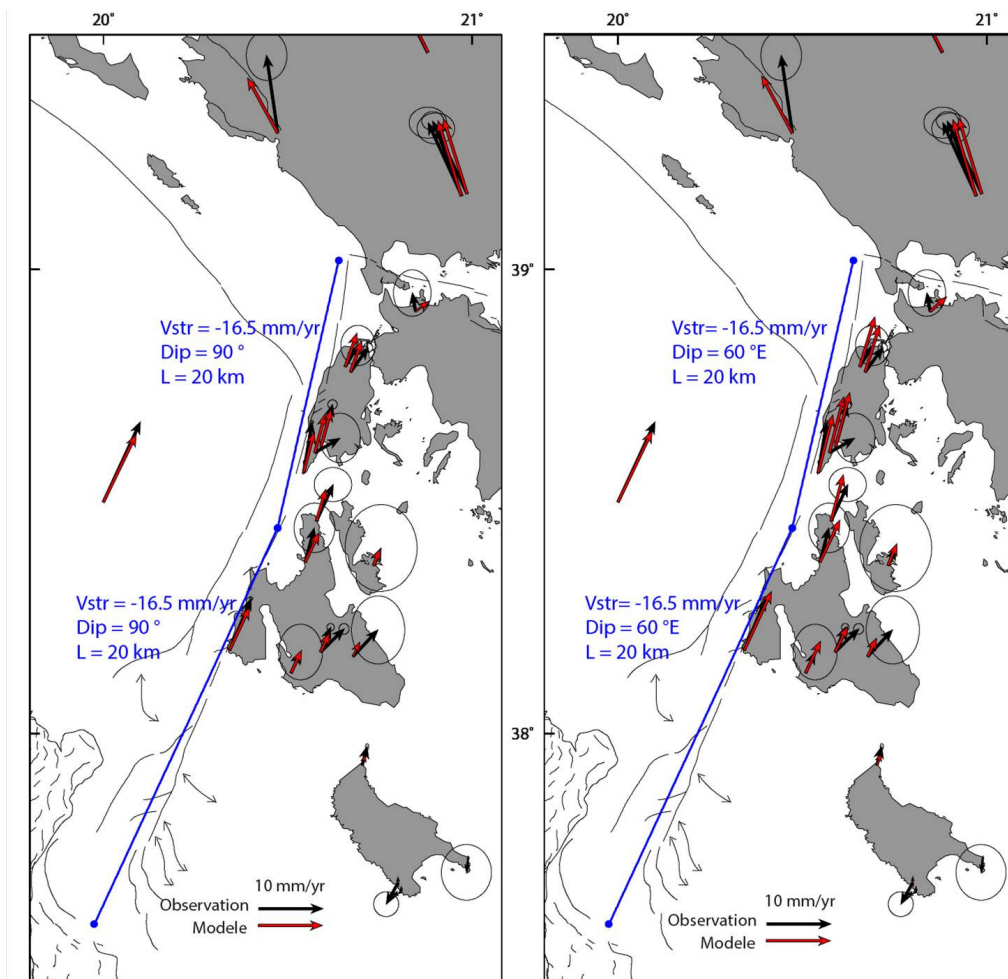 20°
21°
20°
21°
39°
39°
Vstr = -16.5 mm/yr
Dip = 90 °
L = 20 km
Vstr= -16.5 mm/yr
Dip = 60 °E
L = 20 km
Vstr = -16.5 mm/yr
Dip = 90 °
L = 20 km
Vstr= -16.5 mm/yr
Dip = 60 °E
L = 20 km
38°
38°
10 mm/yr
Observation
Modele
10 mm/yr
Observation
Modele